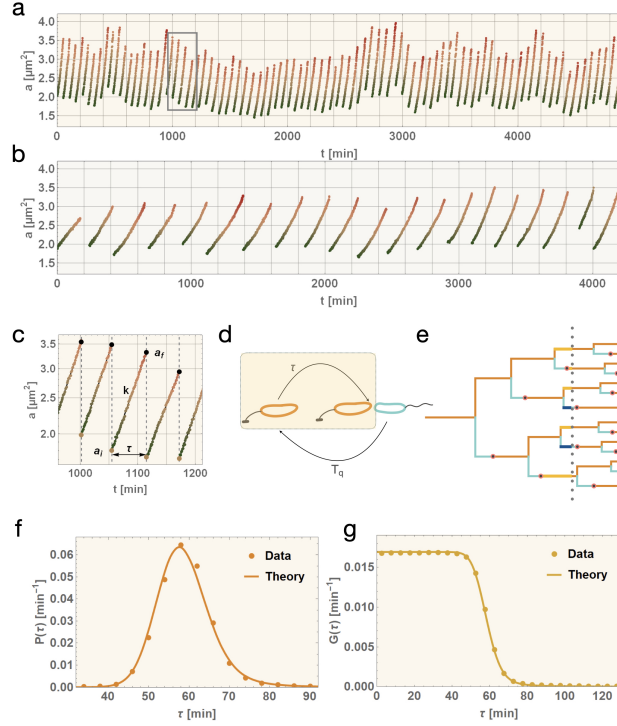 a
4.0
3.5
3.0
2.5
2.0
1.5
a [μm²]
0
1000
2000
3000
4000
t [min]
b
4.0
3.5
3.0
2.5
2.0
1.5
a [μm²]
0
1000
2000
3000
4000
t [min]
c
3.5
3.0
2.0
a [μm²]
a_f
k
a_i
τ
1000
1100
1200
t [min]
d
τ
T_q
e
f
0.06
0.05
0.04
0.03
0.02
0.01
0.00
P(τ) [min⁻¹]
Data
Theory
40
50
60
70
80
90
τ [min]
g
0.015
0.010
0.005
0.000
G(τ) [min⁻¹]
Data
Theory
0
20
40
60
80
100
120
τ [min]